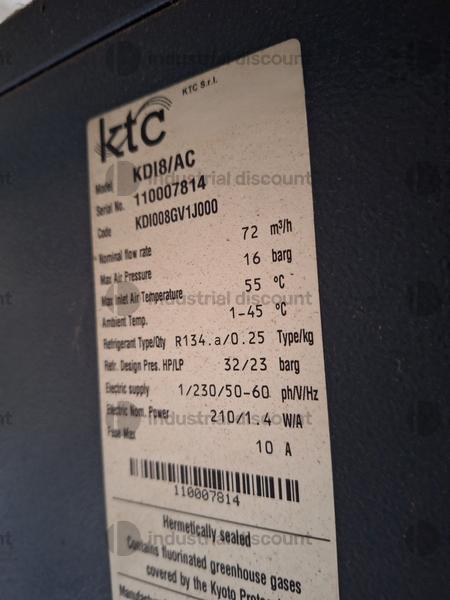 KTC S.r.l.
ktc
Model KDI8/AC
Serial No. 110007814
Code KDI008GV1J000
Nominal flow rate 72 m³/h
Max Air Pressure 16 barg
Max Inlet Air Temperature 55 °C
Ambient Temp. 1-45 °C
Refrigerant Type/Qty R134.a/0.25 Type/kg
Refr. Design Pres. HP/LP 32/23 barg
Electric supply 1/230/50-60 ph/V/Hz
Electric Nom. Power 210/1.4 W/A
Fuse Max 10 A
110007814
Hermetically sealed
Contains fluorinated greenhouse gases
covered by the Kyoto
industrial discount